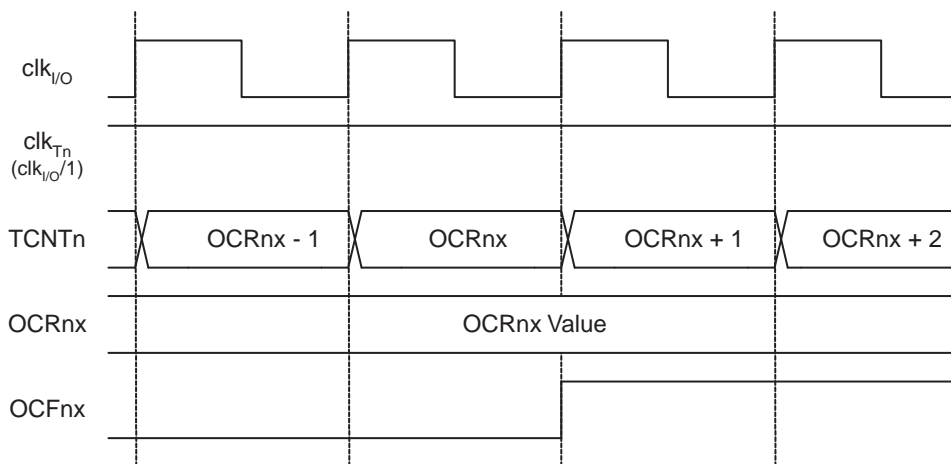 clkI/O
clkTn
(clkI/O/1)
TCNTn
OCRnx - 1
OCRnx
OCRnx + 1
OCRnx + 2
OCRnx
OCRnx Value
OCFnx